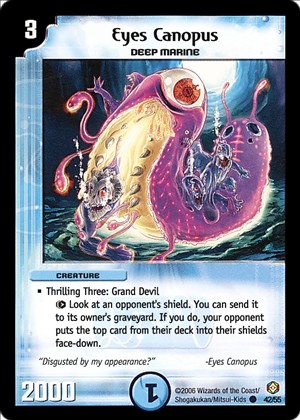 3
Eyes Canopus
DEEP MARINE
CREATURE
▪ Thrilling Three: Grand Devil
Look at an opponent's shield. You can send it
to its owner's graveyard. If you do, your opponent
puts the top card from their deck into their shields
face-down.
"Disgusted by my appearance?" -Eyes Canopus
2000
©2006 Wizards of the Coast/
Shogakukan/Mitsui-Kids ● 42/55